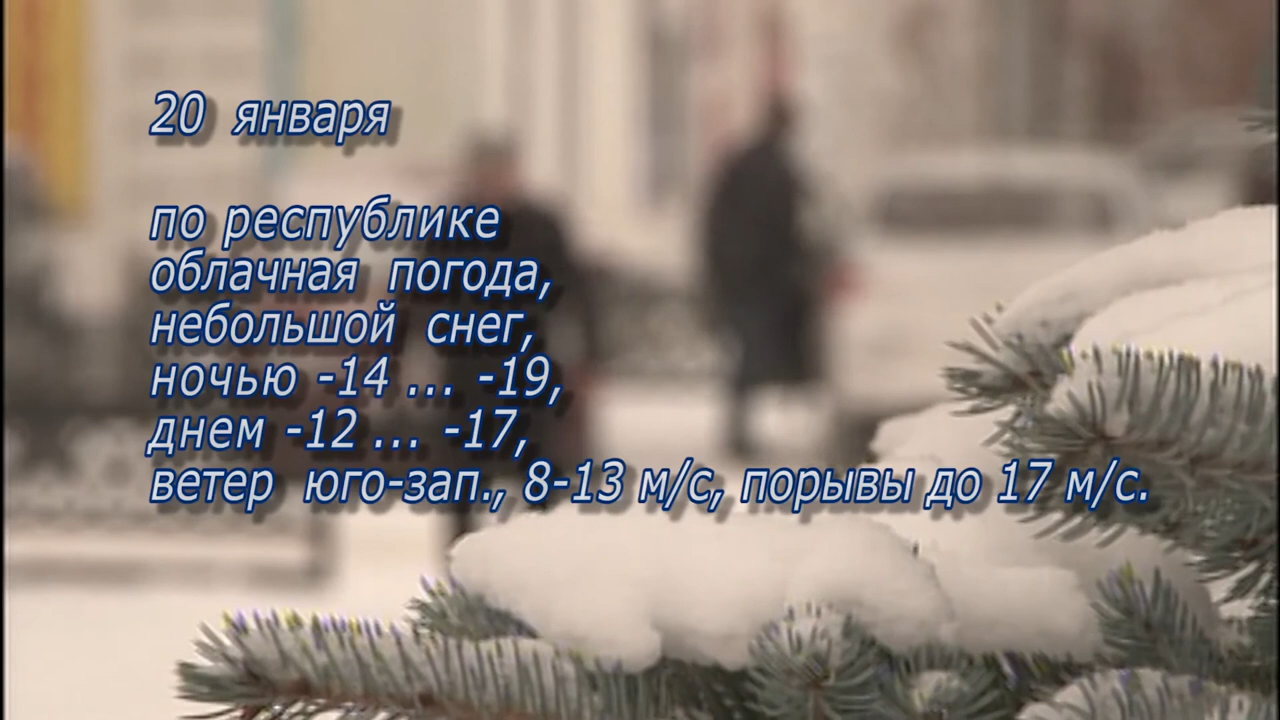 20 января
по республике
облачная погода,
небольшой снег,
ночью -14 ... -19,
днем -12 ... -17,
ветер юго-зап., 8-13 м/с, порывы до 17 м/с.